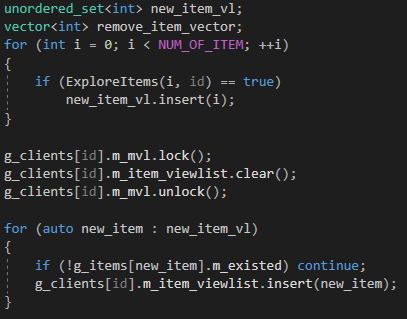 unordered_set<int> new_item_vl;
vector<int> remove_item_vector;
for (int i = 0; i < NUM_OF_ITEM; ++i)
{
    if (ExploreItems(i, id) == true)
        new_item_vl.insert(i);
}

g_clients[id].m_mvl.lock();
g_clients[id].m_item_viewlist.clear();
g_clients[id].m_mvl.unlock();

for (auto new_item : new_item_vl)
{
    if (!g_items[new_item].m_existed) continue;
    g_clients[id].m_item_viewlist.insert(new_item);
}